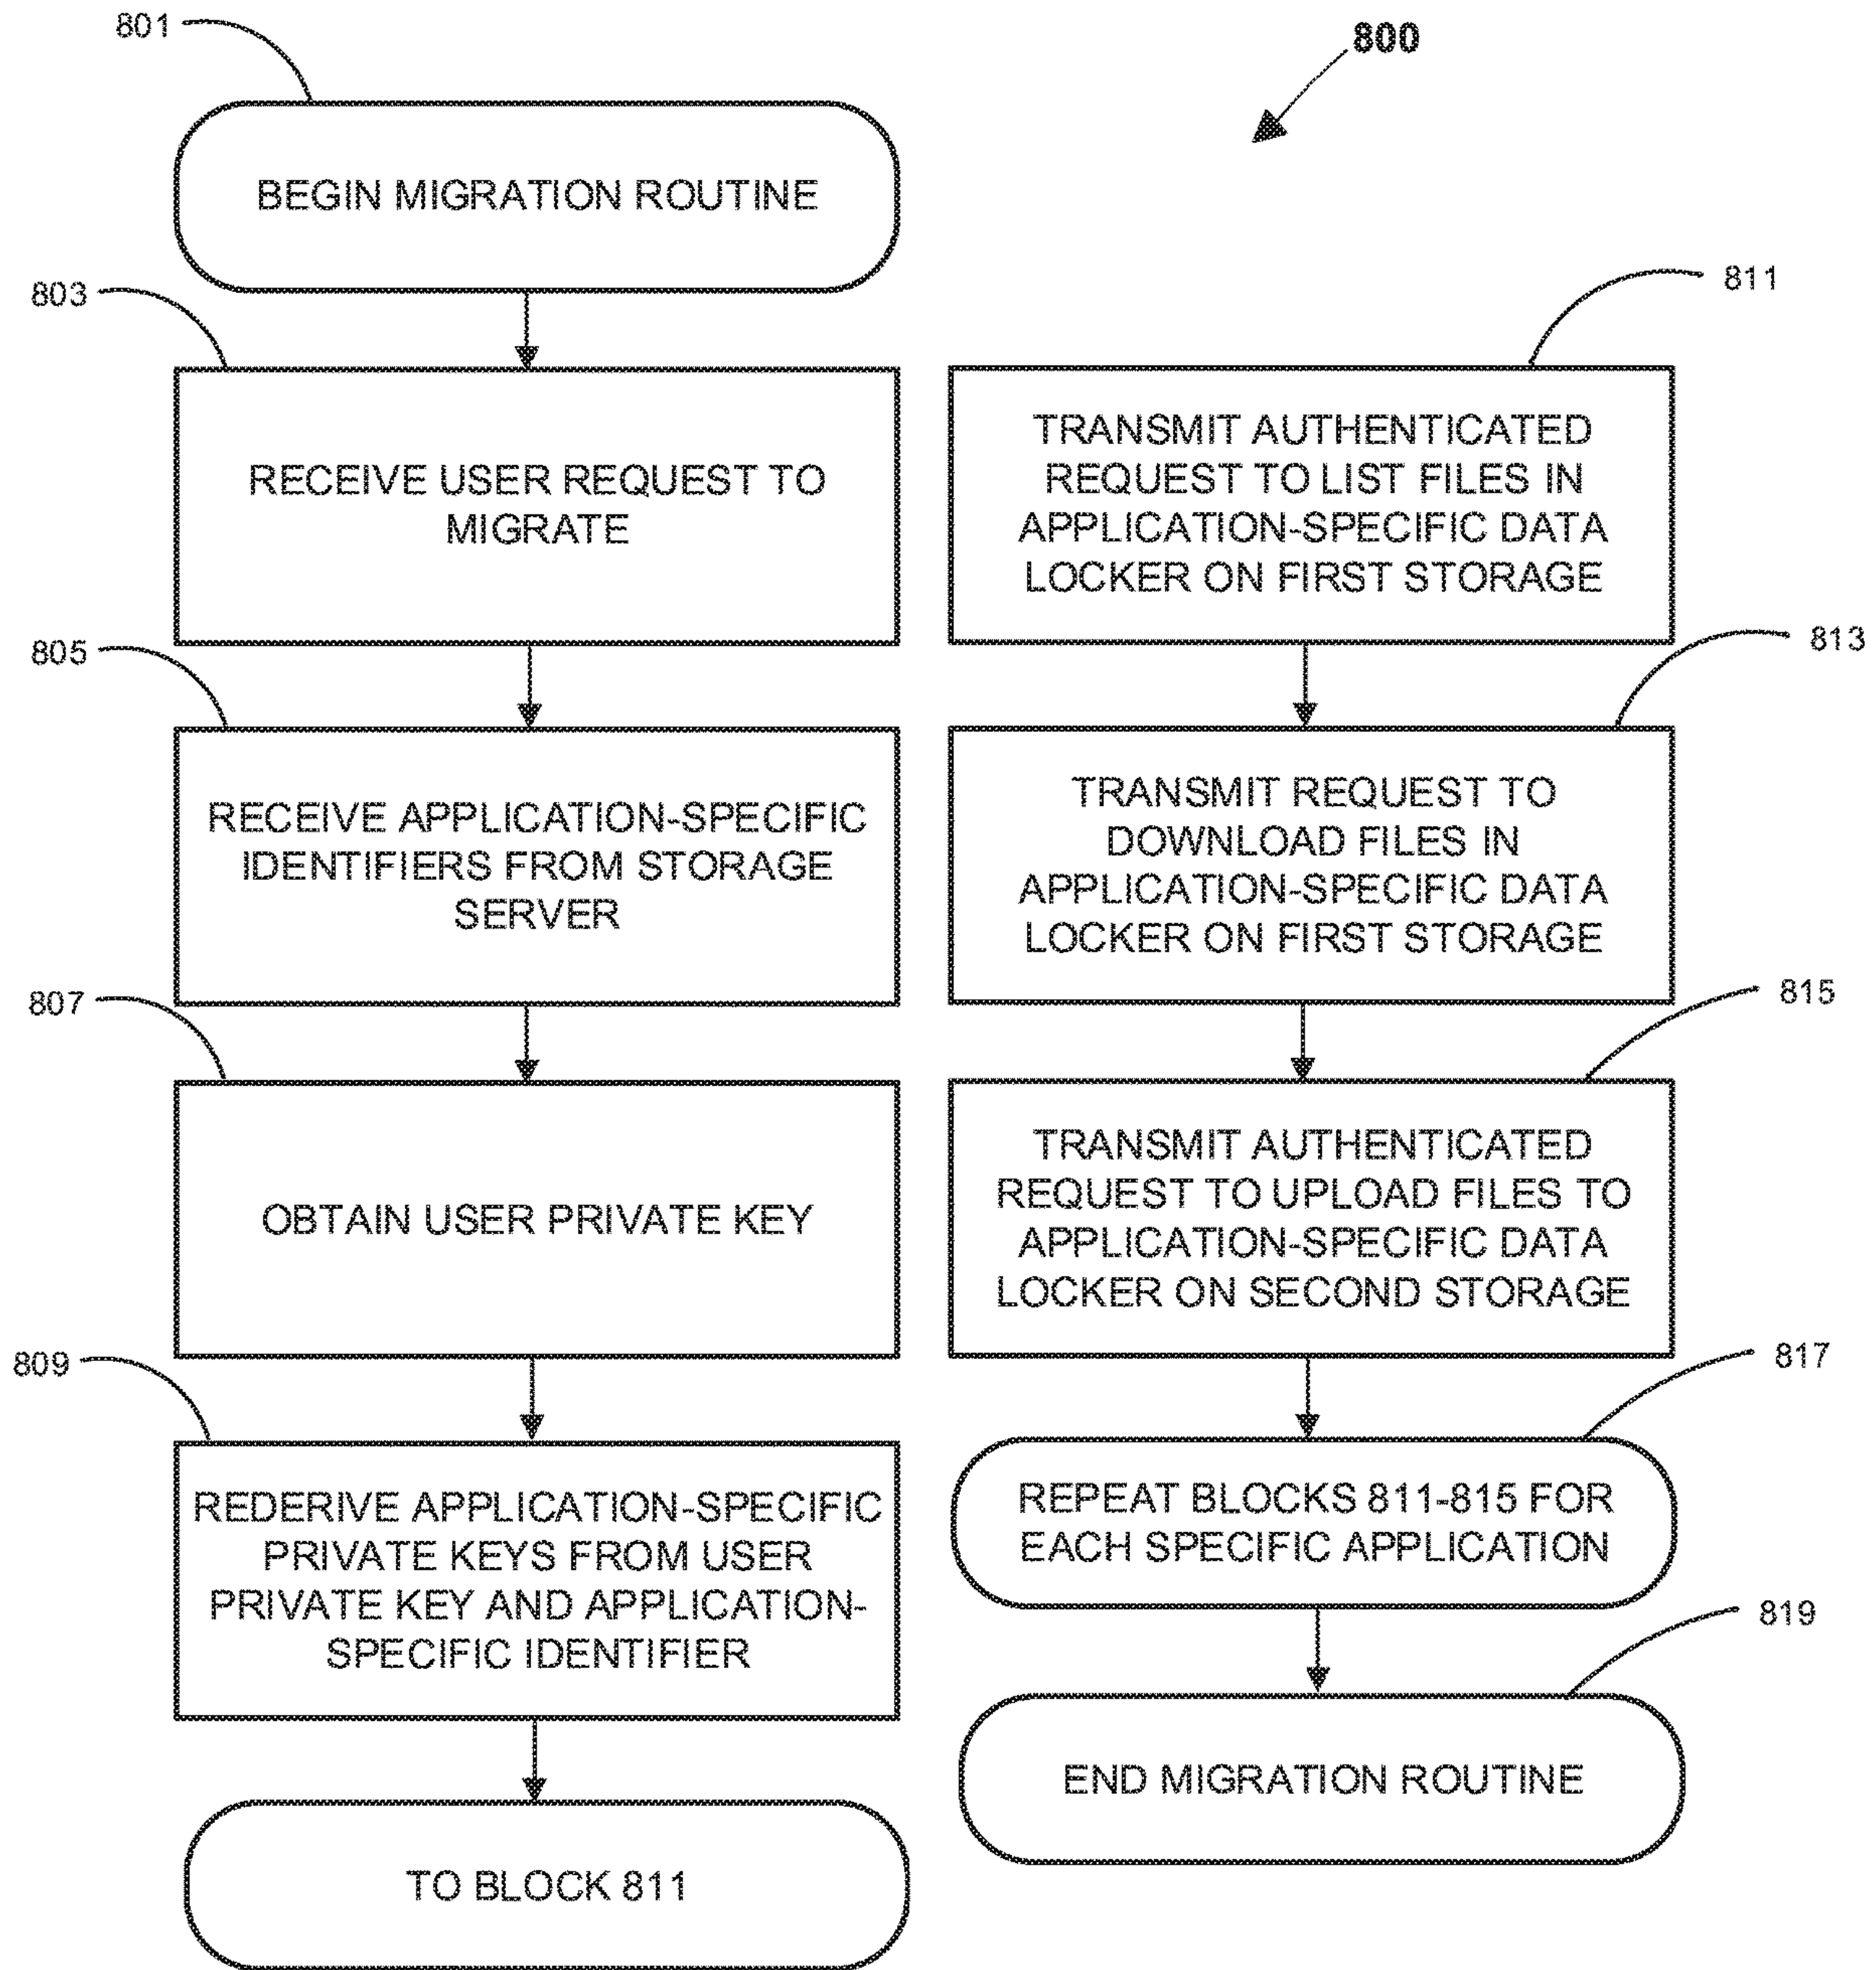 801
800
BEGIN MIGRATION ROUTINE
803
RECEIVE USER REQUEST TO
MIGRATE
805
RECEIVE APPLICATION-SPECIFIC
IDENTIFIERS FROM STORAGE
SERVER
807
OBTAIN USER PRIVATE KEY
809
REDERIVE APPLICATION-SPECIFIC
PRIVATE KEYS FROM USER
PRIVATE KEY AND APPLICATION-
SPECIFIC IDENTIFIER
TO BLOCK 811
811
TRANSMIT AUTHENTICATED
REQUEST TO LIST FILES IN
APPLICATION-SPECIFIC DATA
LOCKER ON FIRST STORAGE
813
TRANSMIT REQUEST TO
DOWNLOAD FILES IN
APPLICATION-SPECIFIC DATA
LOCKER ON FIRST STORAGE
815
TRANSMIT AUTHENTICATED
REQUEST TO UPLOAD FILES TO
APPLICATION-SPECIFIC DATA
LOCKER ON SECOND STORAGE
817
REPEAT BLOCKS 811-815 FOR
EACH SPECIFIC APPLICATION
819
END MIGRATION ROUTINE